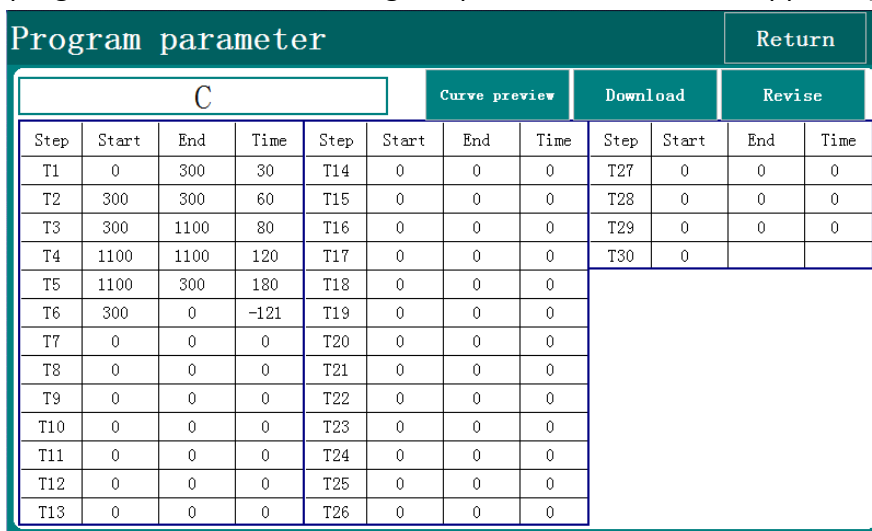 Program parameter Return
C Curve preview Download Revise
Step Start End Time Step Start End Time Step Start End Time
T1 0 300 30 T14 0 0 0 T27 0 0 0
T2 300 300 60 T15 0 0 0 T28 0 0 0
T3 300 1100 80 T16 0 0 0 T29 0 0 0
T4 1100 1100 120 T17 0 0 0 T30 0
T5 1100 300 180 T18 0 0 0
T6 300 0 -121 T19 0 0 0
T7 0 0 0 T20 0 0 0
T8 0 0 0 T21 0 0 0
T9 0 0 0 T22 0 0 0
T10 0 0 0 T23 0 0 0
T11 0 0 0 T24 0 0 0
T12 0 0 0 T25 0 0 0
T13 0 0 0 T26 0 0 0